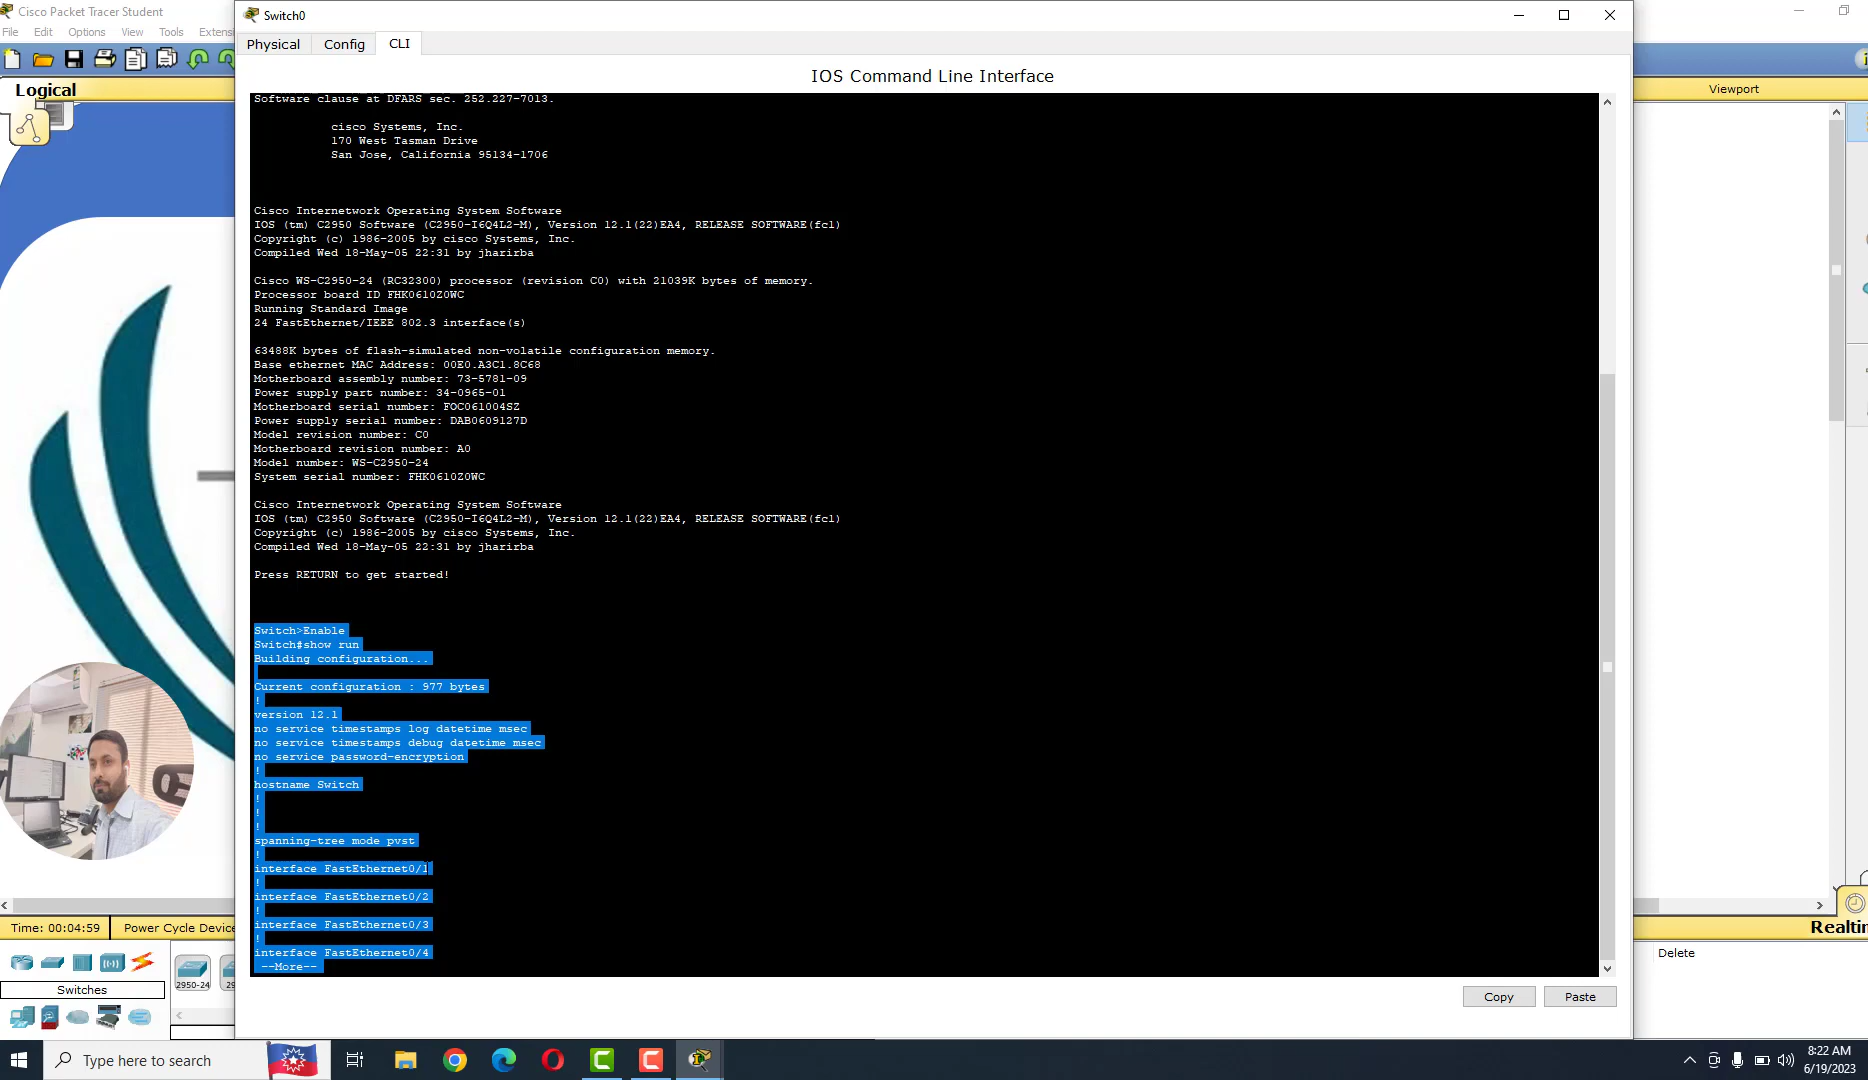 Cisco Packet Tracer Student
File Edit Options View Tools Extens
Logical
Switch0
Physical Config CLI
IOS Command Line Interface
Software clause at DFARS sec. 252.227-7013.
cisco Systems, Inc.
170 West Tasman Drive
San Jose, California 95134-1706
Cisco Internetwork Operating System Software
IOS (tm) C2950 Software (C2950-I6Q4L2-M), Version 12.1(22)EA4, RELEASE SOFTWARE(fc1)
Copyright (c) 1986-2005 by cisco Systems, Inc.
Compiled Wed 18-May-05 22:31 by jharirba
Cisco WS-C2950-24 (RC32300) processor (revision C0) with 21039K bytes of memory.
Processor board ID FHK0610Z0WC
Running Standard Image
24 FastEthernet/IEEE 802.3 interface(s)
63488K bytes of flash-simulated non-volatile configuration memory.
Base ethernet MAC Address: 00E0.A3C1.8C68
Motherboard assembly number: 73-5781-09
Power supply part number: 34-0965-01
Motherboard serial number: FOC061004SZ
Power supply serial number: DAB0609127D
Model revision number: C0
Motherboard revision number: A0
Model number: WS-C2950-24
System serial number: FHK0610Z0WC
Cisco Internetwork Operating System Software
IOS (tm) C2950 Software (C2950-I6Q4L2-M), Version 12.1(22)EA4, RELEASE SOFTWARE(fc1)
Copyright (c) 1986-2005 by cisco Systems, Inc.
Compiled Wed 18-May-05 22:31 by jharirba
Press RETURN to get started!
Switch>Enable
Switch#show run
Building configuration...
Current configuration : 977 bytes
!
version 12.1
no service timestamps log datetime msec
no service timestamps debug datetime msec
no service password-encryption
!
hostname Switch
!
!
!
spanning-tree mode pvst
!
interface FastEthernet0/1
!
interface FastEthernet0/2
!
interface FastEthernet0/3
!
interface FastEthernet0/4
--More--
Copy Paste
Viewport
Realtim
Delete
Time: 00:04:59 Power Cycle Device
Switches
2950-24 29
Type here to search
8:22 AM
6/19/2023